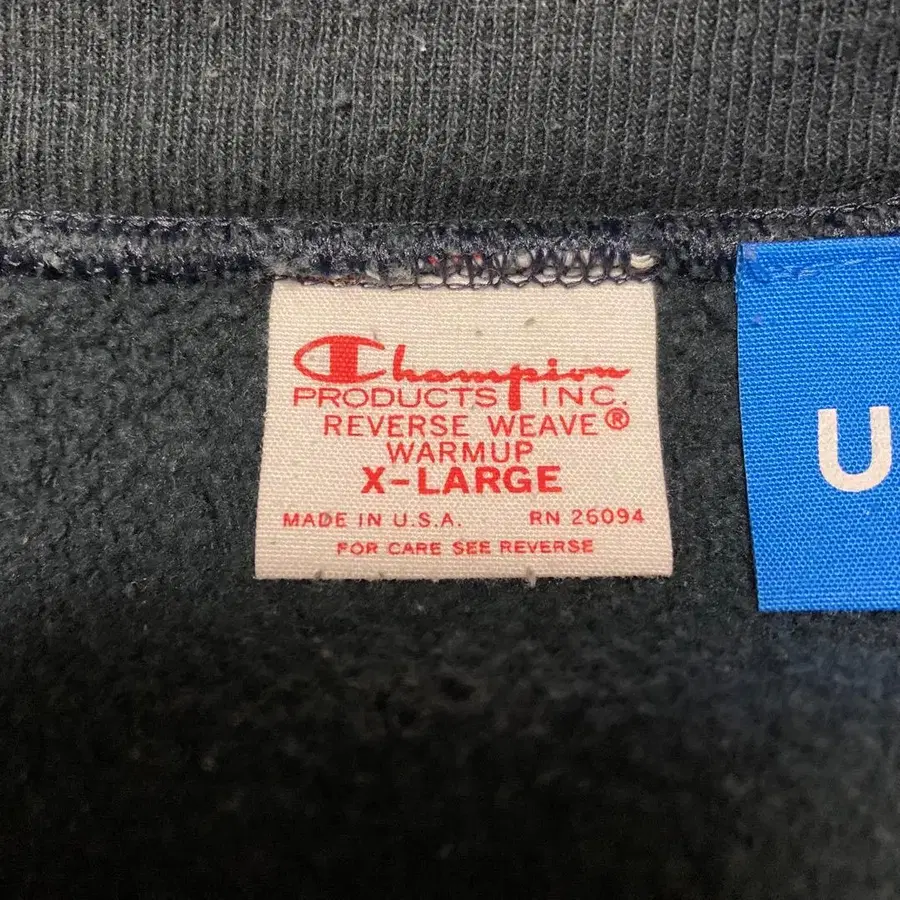 Champion
PRODUCTS INC.
REVERSE WEAVE®
WARMUP
X-LARGE
MADE IN U.S.A. RN 26094
FOR CARE SEE REVERSE
U